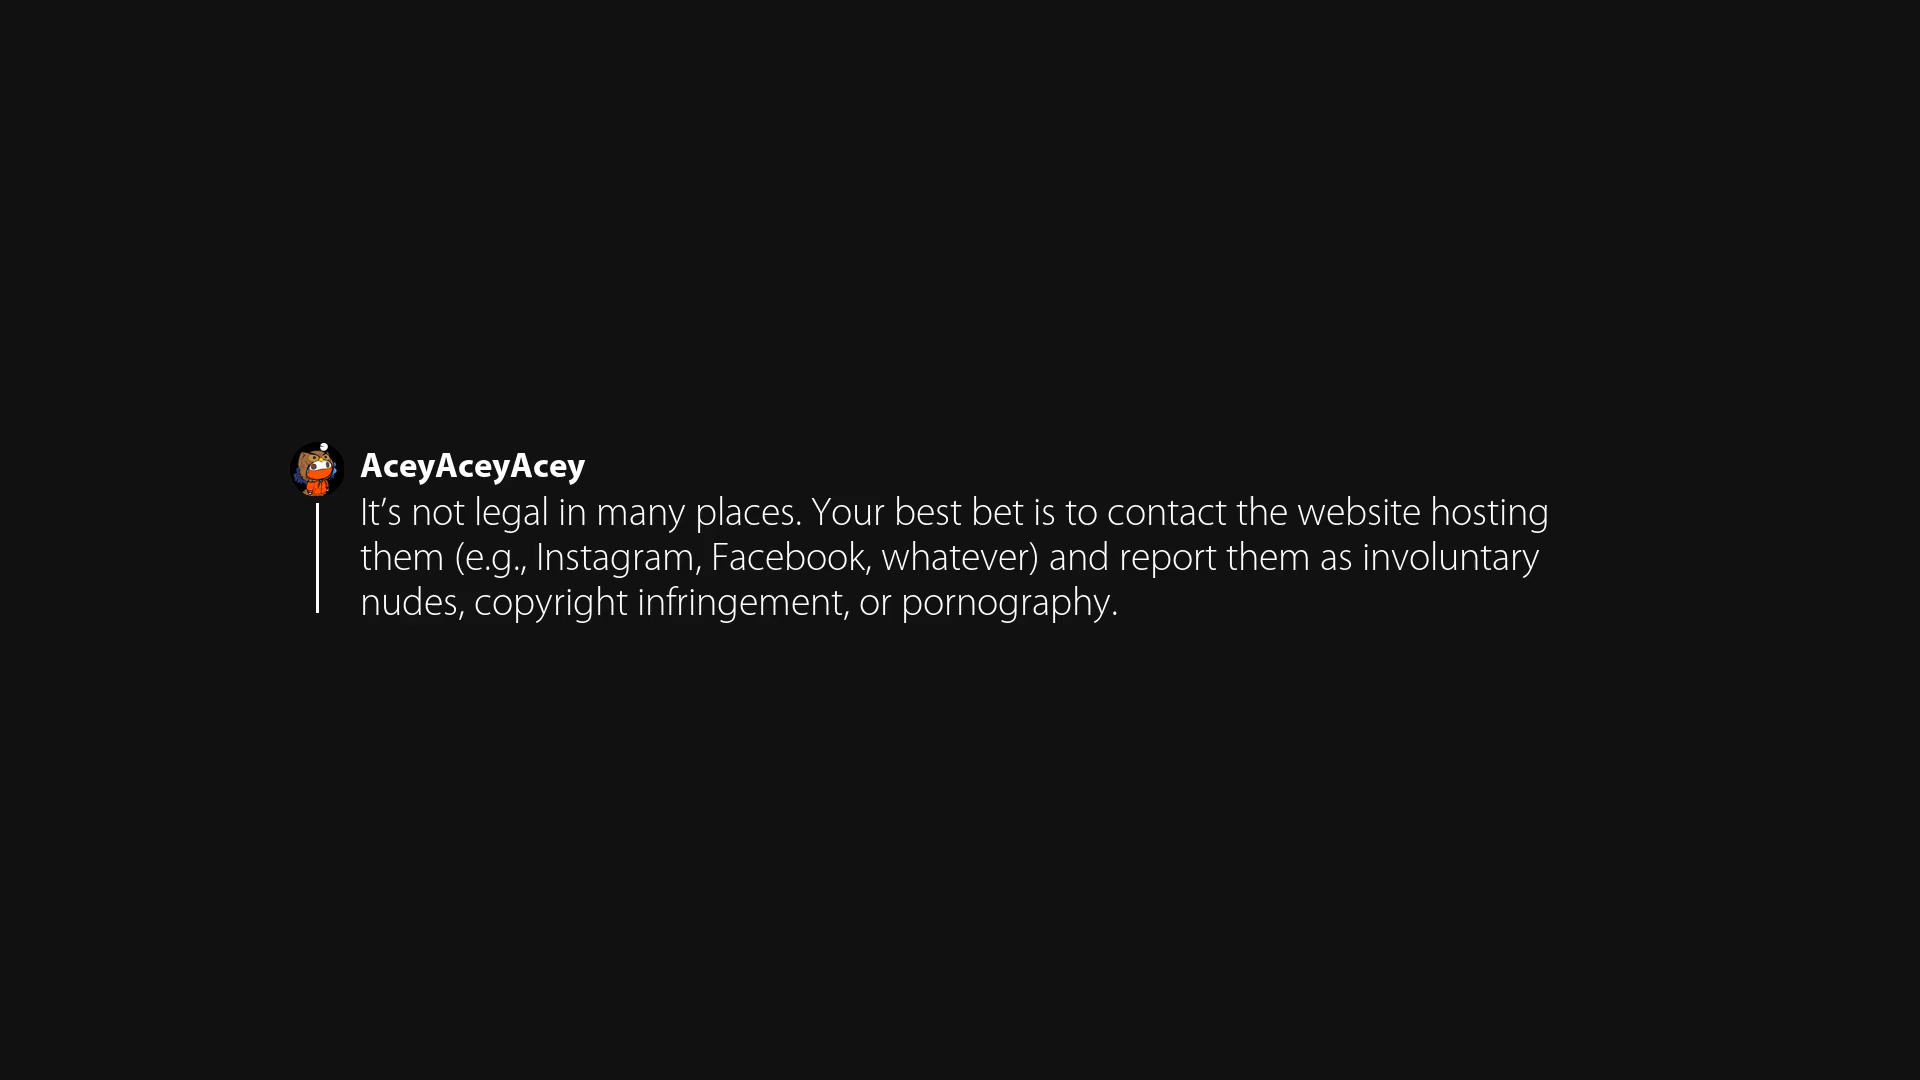 AceyAceyAcey
It’s not legal in many places. Your best bet is to contact the website hosting
them (e.g., Instagram, Facebook, whatever) and report them as involuntary
nudes, copyright infringement, or pornography.